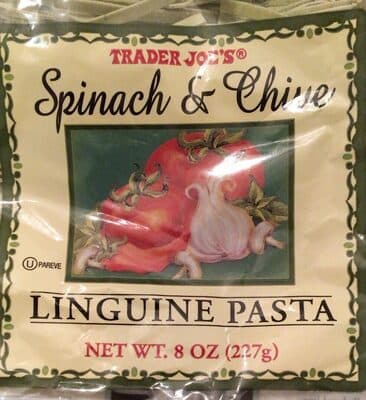 TRADER JOE'S®
Spinach & Chive
U PAREVE
LINGUINE PASTA
NET WT. 8 OZ (227g)